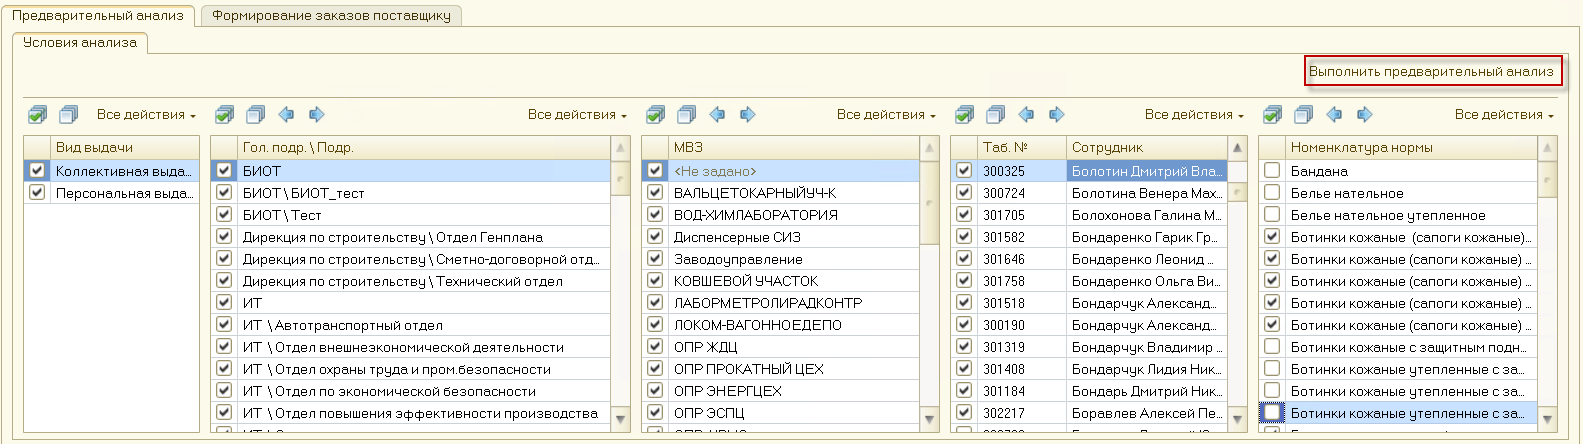 Предварительный анализ Формирование заказов поставщику
Условия анализа
Выполнить предварительный анализ
Все действия Все действия Все действия Все действия Все действия
Вид выдачи Гол. подр. \ Подр. МВЗ Таб. № Сотрудник Номенклатура нормы
Коллективная выда... БИОТ <Не задано> 300325 Болотин Дмитрий Вла... Бандана
Персональная выда... БИОТ \ БИОТ_тест ВАЛЬЦЕТОКАРНЫЙУЧ-К 300724 Болотина Венера Мах... Белье нательное
БИОТ \ Тест ВОД-ХИМЛАБОРАТОРИЯ 301705 Болохонова Галина М... Белье нательное утепленное
Дирекция по строительству \ Отдел Генплана Диспенсерные СИЗ 301582 Бондаренко Гарик Гр... Ботинки кожаные (сапоги кожаные)...
Дирекция по строительству \ Сметно-договорной отд... Заводоуправление 301646 Бондаренко Леонид ... Ботинки кожаные (сапоги кожаные) ...
Дирекция по строительству \ Технический отдел КОВШЕВОЙ УЧАСТОК 301758 Бондаренко Ольга Ви... Ботинки кожаные (сапоги кожаные) ...
ИТ ЛАБОРМЕТРОЛИРАДКОНТР 301518 Бондарчук Александ... Ботинки кожаные (сапоги кожаные) ...
ИТ \ Автотранспортный отдел ЛОКОМ-ВАГОННОЕДЕПО 300190 Бондарчук Александ... Ботинки кожаные (сапоги кожаные) ...
ИТ \ Отдел внешнеэкономической деятельности ОПР ЖДЦ 301319 Бондарчук Владимир ... Ботинки кожаные с защитным подн...
ИТ \ Отдел охраны труда и пром.безопасности ОПР ПРОКАТНЫЙ ЦЕХ 301408 Бондарчук Лидия Ник... Ботинки кожаные утепленные с за...
ИТ \ Отдел по экономической безопасности ОПР ЭНЕРГЦЕХ 301184 Бондарь Дмитрий Ник... Ботинки кожаные утепленные с за...
ИТ \ Отдел повышения эффективности производства ОПР ЭСПЦ 302217 Боравлев Алексей Пе... Ботинки кожаные утепленные с за...